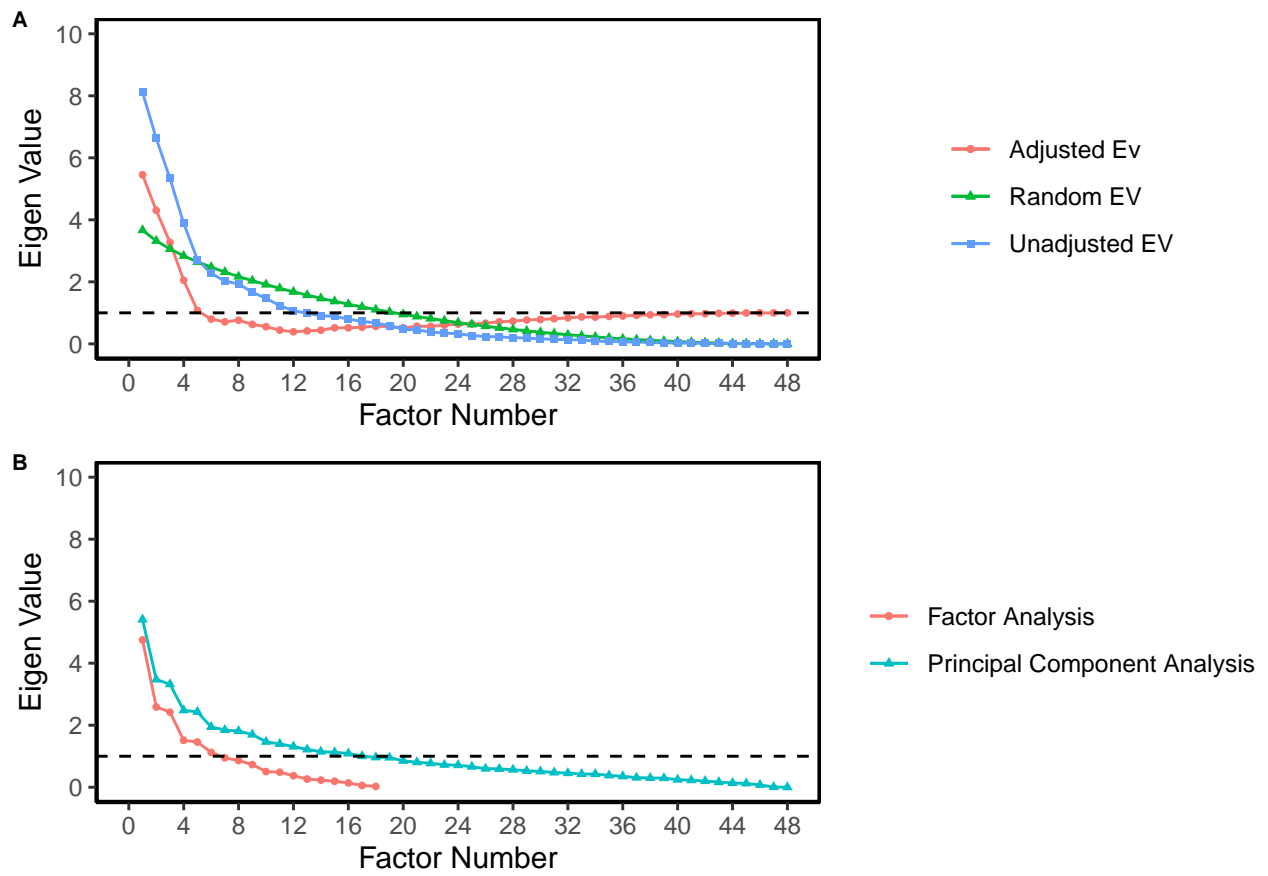 A
10
8
6
4
2
0
Eigen Value
0 4 8 12 16 20 24 28 32 36 40 44 48
Factor Number
Adjusted Ev
Random EV
Unadjusted EV
B
10
8
6
4
2
0
Eigen Value
0 4 8 12 16 20 24 28 32 36 40 44 48
Factor Number
Factor Analysis
Principal Component Analysis